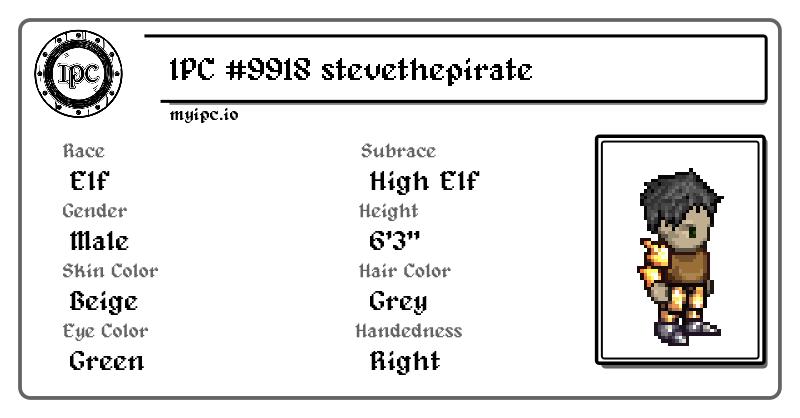 1PC #9918 stevethepirate
IPC
myipc.io
Race
Elf
Subrace
High Elf
Gender
Male
Height
6'3"
Skin Color
Beige
Hair Color
Grey
Eye Color
Green
Handedness
Right